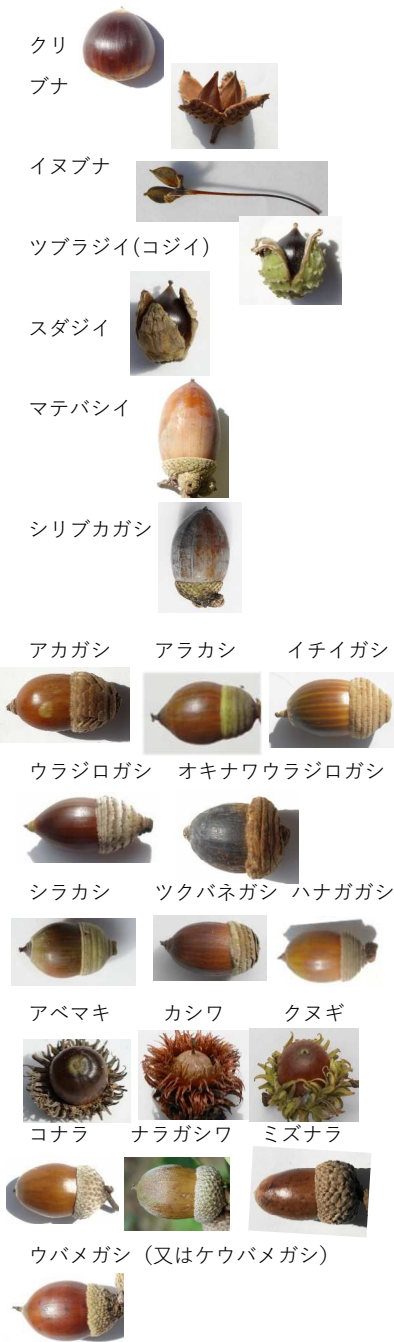 クリ
ブナ
イヌブナ
ツブラジイ(コジイ)
スダジイ
マテバシイ
シリブカガシ
アカガシ アラカシ イチイガシ
ウラジロガシ オキナワウラジロガシ
シラカシ ツクバネガシ ハナガガシ
アベマキ カシワ クヌギ
コナラ ナラガシワ ミズナラ
ウバメガシ（又はケウバメガシ）